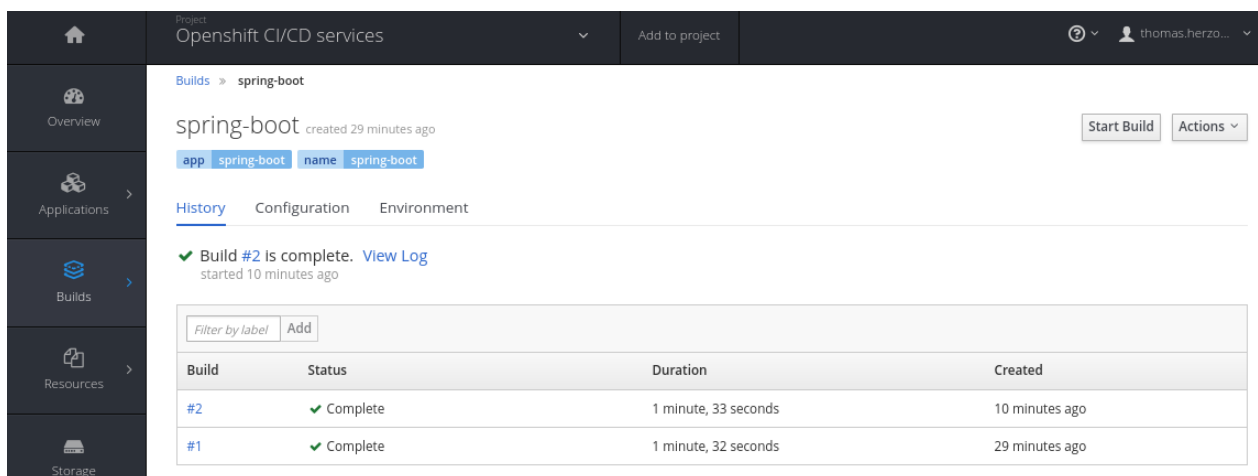 Project
Openshift CI/CD services
Add to project
thomas.herzo...
Overview
Applications
Builds
Resources
Storage
Builds » spring-boot
spring-boot created 29 minutes ago
Start Build
Actions
app spring-boot name spring-boot
History Configuration Environment
Build #2 is complete. View Log
started 10 minutes ago
Filter by label Add
Build Status Duration Created
#2 Complete 1 minute, 33 seconds 10 minutes ago
#1 Complete 1 minute, 32 seconds 29 minutes ago